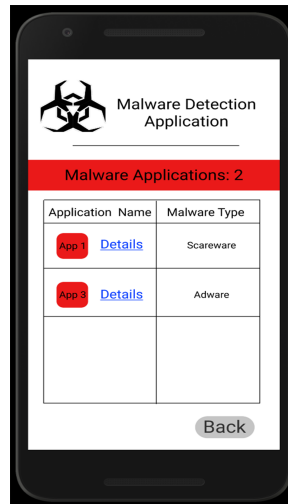 Malware Detection
Application
Malware Applications: 2
Application Name Malware Type
App 1 Details Scareware
App 3 Details Adware
Back